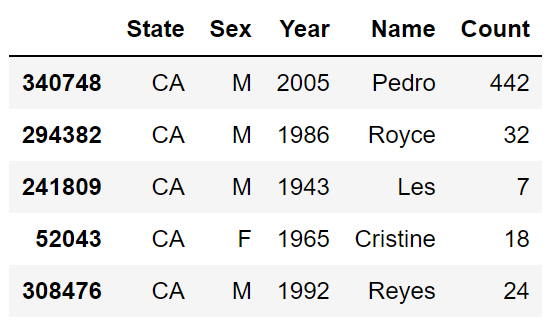 State Sex Year Name Count
340748 CA M 2005 Pedro 442
294382 CA M 1986 Royce 32
241809 CA M 1943 Les 7
52043 CA F 1965 Cristine 18
308476 CA M 1992 Reyes 24